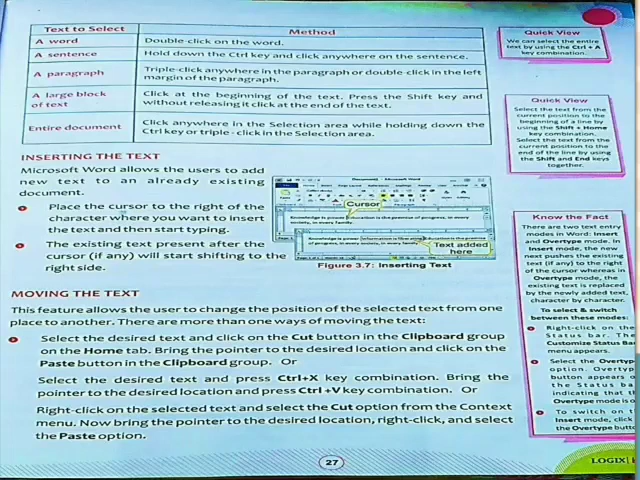 Text to Select Method
A word Double-click on the word.
A sentence Hold down the Ctrl key and click anywhere on the sentence.
A paragraph Triple-click anywhere in the paragraph or double-click in the left
margin of the paragraph.
A large block
of text
Click at the beginning of the text. Press the Shift key and
without releasing it click at the end of the text.
Entire document Click anywhere in the Selection area while holding down the
Ctrl key or triple-click in the Selection area.
INSERTING THE TEXT
Microsoft Word allows the users to add
new text to an already existing
document.
Place the cursor to the right of the
character where you want to insert
the text and then start typing.
The existing text present after the
cursor (if any) will start shifting to the
right side.
Cursor
Text added
here
Figure 3.7: Inserting Text
MOVING THE TEXT
This feature allows the user to change the position of the selected text from one
place to another. There are more than one ways of moving the text:
Select the desired text and click on the Cut button in the Clipboard group
on the Home tab. Bring the pointer to the desired location and click on the
Paste button in the Clipboard group. Or
Select the desired text and press Ctrl+X key combination. Bring the
pointer to the desired location and press Ctrl +V key combination. Or
Right-click on the selected text and select the Cut option from the Context
menu. Now bring the pointer to the desired location, right-click, and select
the Paste option.
27
Quick View
We can select the entire
text by using the Ctrl + A
key combination.
Quick View
Select the text from the
current position to the
beginning of a line by
using the Shift + Home
key combination.
Select the text from the
current position to the
end of the line by using
the Shift and End keys
together.
Know the Fact
There are two text entry
modes in Word: Insert
and Overtype mode. In
Insert mode, the new
text pushes the existing
text (if any) to the right
of the cursor whereas in
Overtype mode, the
existing text is replaced
by the newly added text,
character by character.
To select & switch
between these modes:
Right-click on the
Status bar. The
Customize Status Ba
menu appears.
Select the Overtyp
option. Overtyp
button appears o
the Status ba
indicating that th
Overtype mode is o
To switch on t
Insert mode, click
the Overtype butt
LOGIX